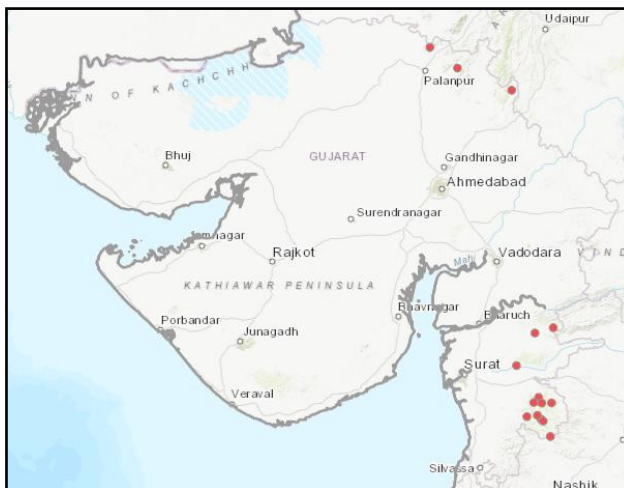 Udaipur
Palanpur
N OF KACHCHH
Bhuj
GUJARAT
Gandhinagar
Ahmedabad
Surendranagar
Rajkot
Vadodara
KATHIAWAR PENINSULA
Bhavnagar
Bharuch
Porbandar
Junagadh
Surat
Veraval
Silvassa
Nashik